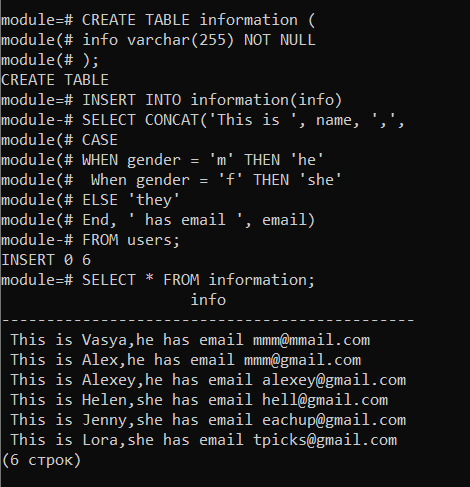 module=# CREATE TABLE information (
module(# info varchar(255) NOT NULL
module(# );
CREATE TABLE
module=# INSERT INTO information(info)
module-# SELECT CONCAT('This is ', name, ',',
module(# CASE
module(# WHEN gender = 'm' THEN 'he'
module(#  When gender = 'f' THEN 'she'
module(# ELSE 'they'
module(# End, ' has email ', email)
module-# FROM users;
INSERT 0 6
module=# SELECT * FROM information;
info
----------------------------------------------
This is Vasya,he has email mmm@mmail.com
This is Alex,he has email mmm@gmail.com
This is Alexey,he has email alexey@gmail.com
This is Helen,she has email hell@gmail.com
This is Jenny,she has email eachup@gmail.com
This is Lora,she has email tpicks@gmail.com
(6 строк)